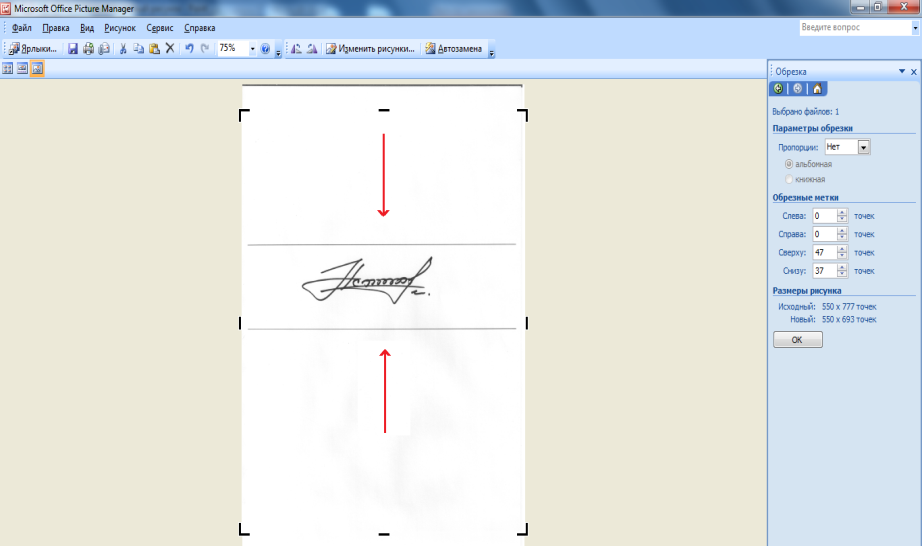 Microsoft Office Picture Manager
Файл Правка Вид Рисунок Сервис Справка
Введите вопрос
Ярлыки... 75% Изменить рисунки... Автозамена
Обрезка
Выбрано файлов: 1
Параметры обрезки
Пропорции: Нет
альбомная
книжная
Обрезные метки
Слева: 0 точек
Справа: 0 точек
Сверху: 47 точек
Снизу: 37 точек
Размеры рисунка
Исходный: 550 x 777 точек
Новый: 550 x 693 точек
OK